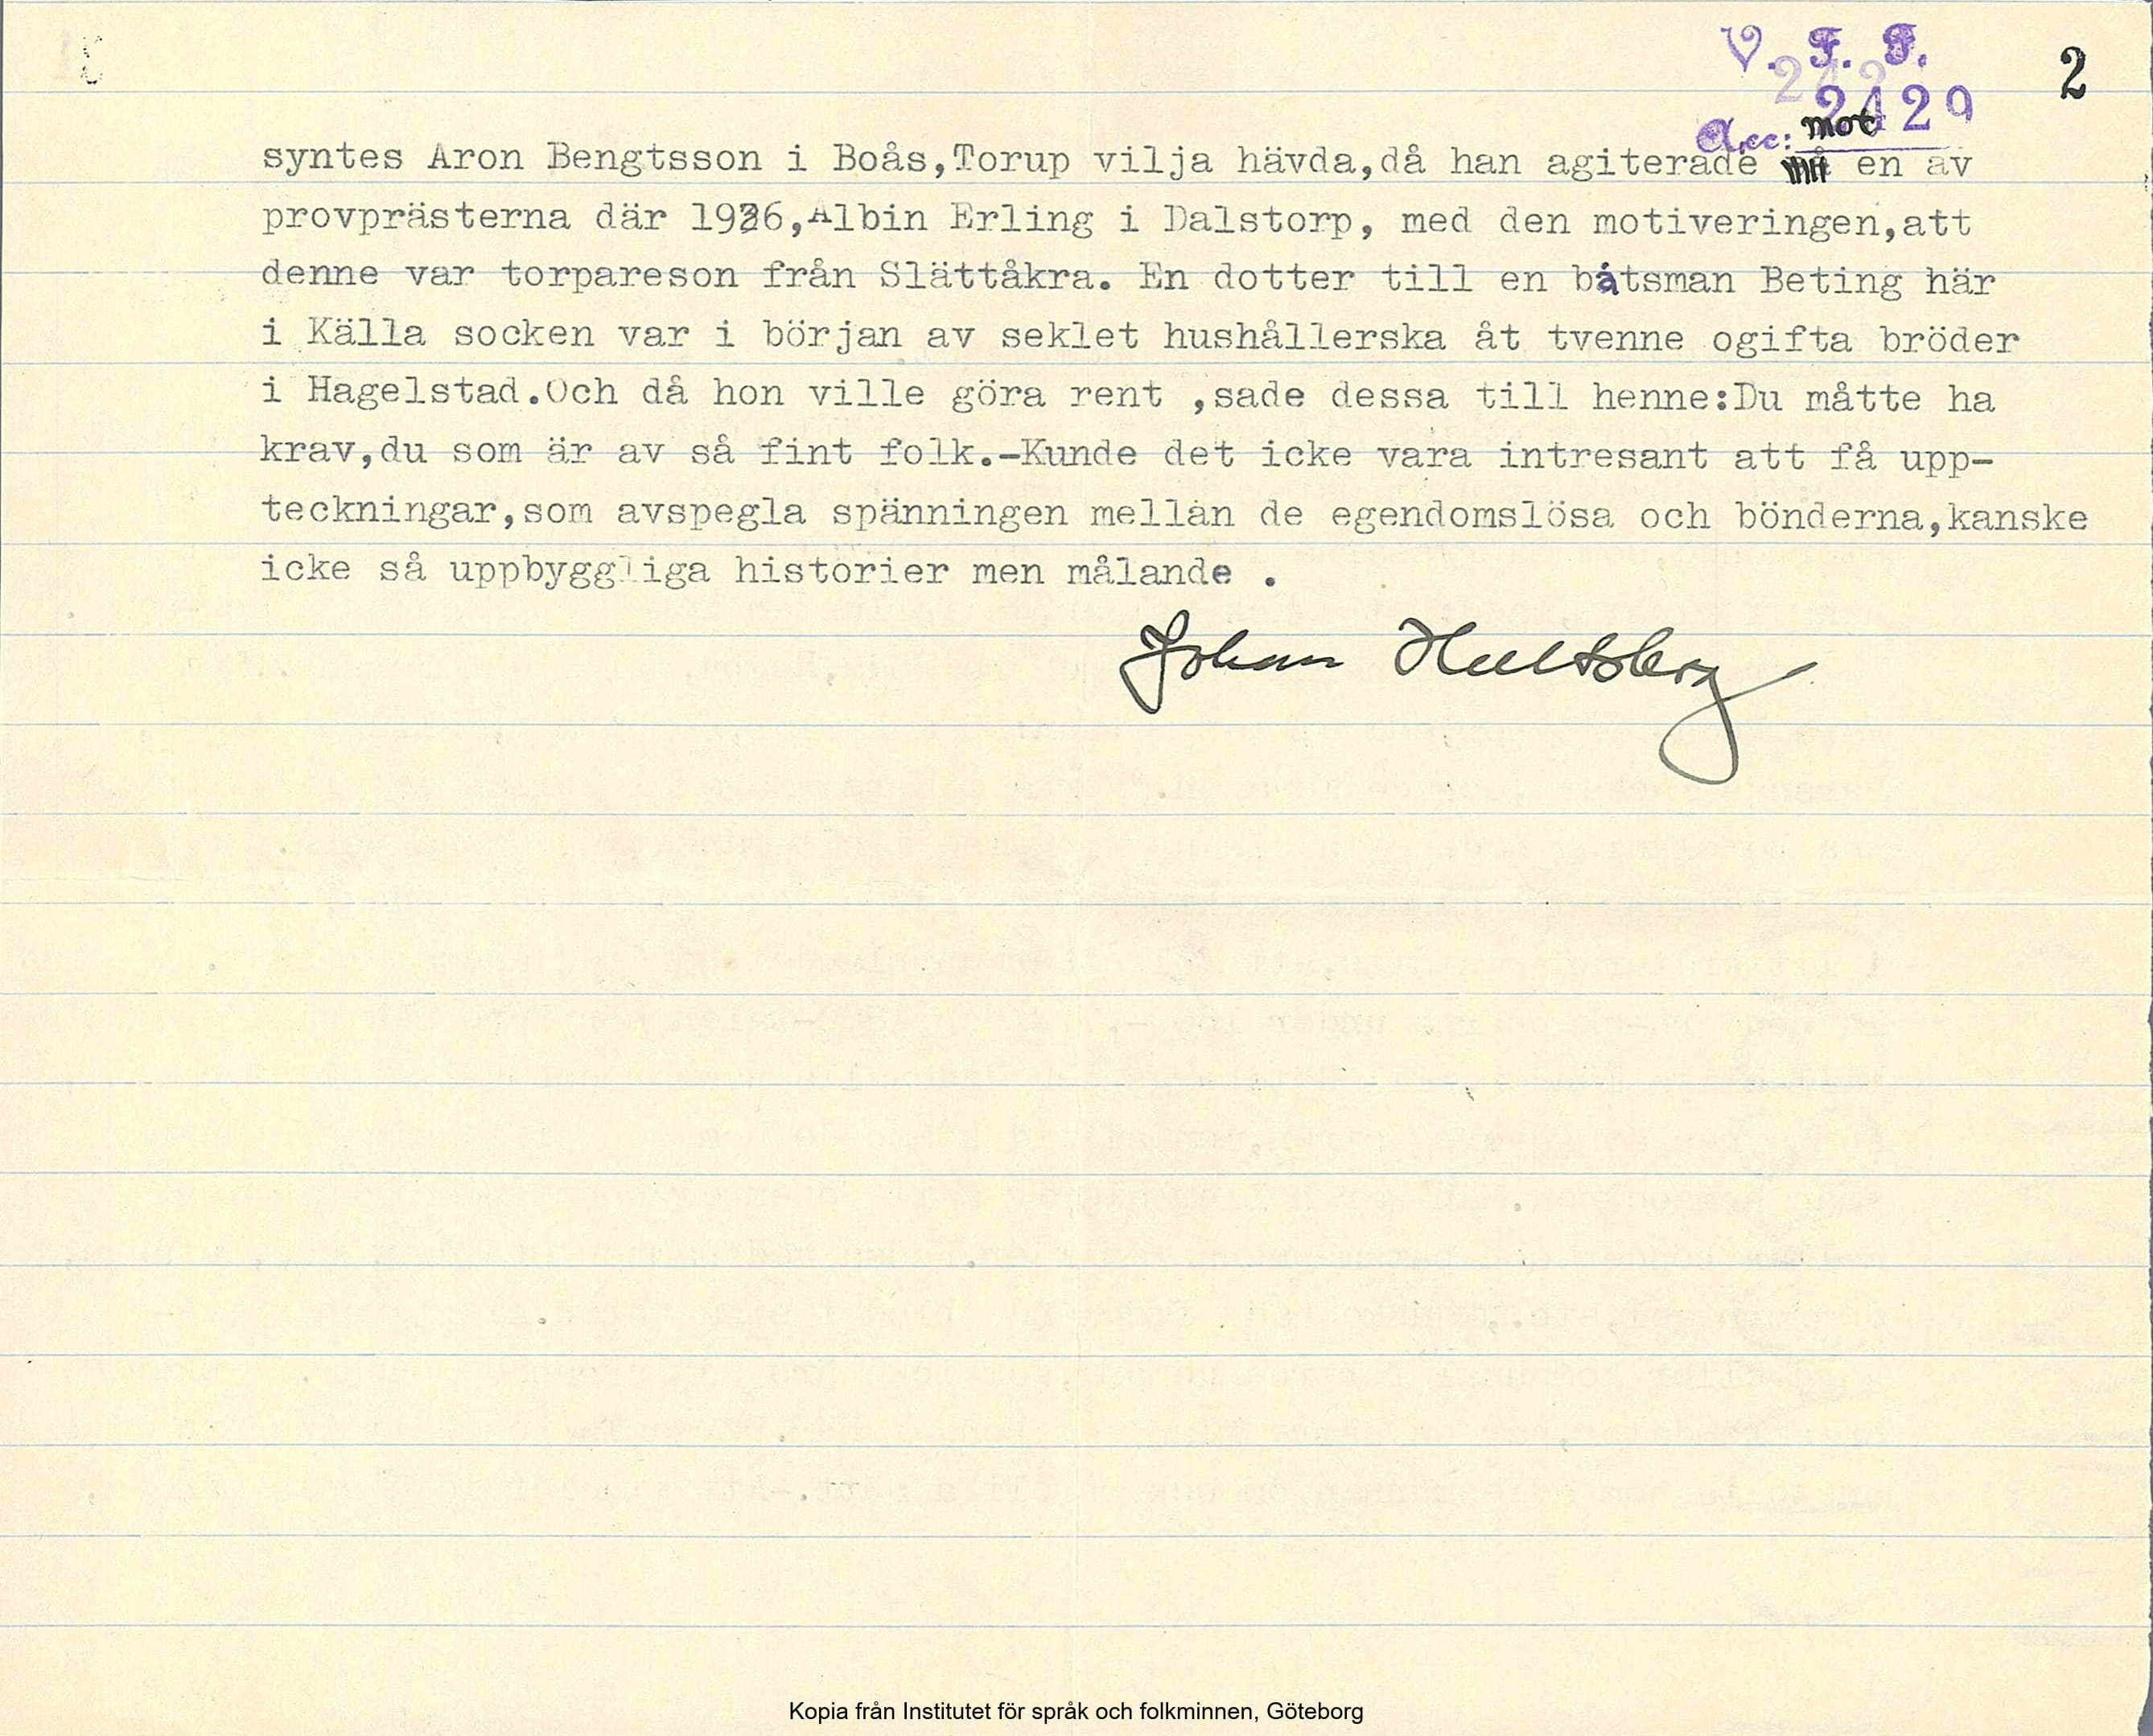 V. F. F.
2
2429
Acc:
mot
syntes Aron Bengtsson i Boås,Torup vilja hävda,då han agiterade en av
provprästerna där 1926,Albin Erling i Dalstorp, med den motiveringen,att
denne var torpareson från Slättåkra. En dotter till en båtsman Beting här
i Källa socken var i början av seklet hushållerska åt tvenne ogifta bröder
i Hagelstad.Och då hon ville göra rent ,sade dessa till henne:Du måtte ha
krav,du som är av så fint folk.-Kunde det icke vara intresant att få upp-
teckningar,som avspegla spänningen mellan de egendomslösa och bönderna,kanske
icke så uppbyggliga historier men målande .
Johan Hultsberg
Kopia från Institutet för språk och folkminnen, Göteborg